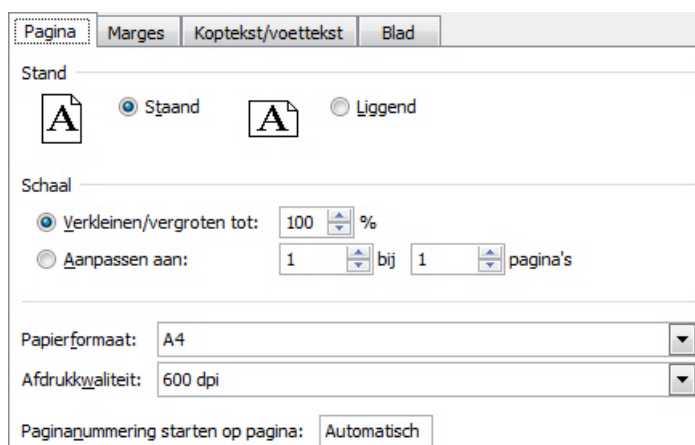 Pagina Marges Koptekst/voettekst Blad
Stand
A Staand A Liggend
Schaal
Verkleinen/vergroten tot: 100 %
Aanpassen aan: 1 bij 1 pagina's
Papierformaat: A4
Afdrukkwaliteit: 600 dpi
Paginanummering starten op pagina: Automatisch